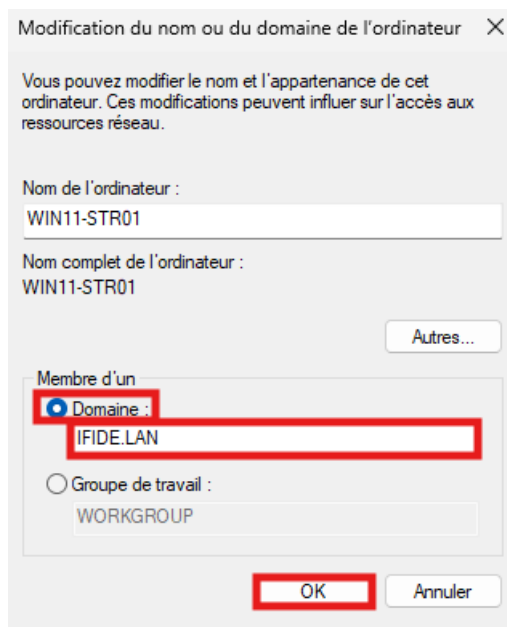 Modification du nom ou du domaine de l'ordinateur
Vous pouvez modifier le nom et l'appartenance de cet
ordinateur. Ces modifications peuvent influer sur l'accès aux
ressources réseau.
Nom de l'ordinateur :
WIN11-STR01
Nom complet de l'ordinateur :
WIN11-STR01
Autres...
Membre d'un
Domaine :
IFIDE.LAN
Groupe de travail :
WORKGROUP
OK Annuler